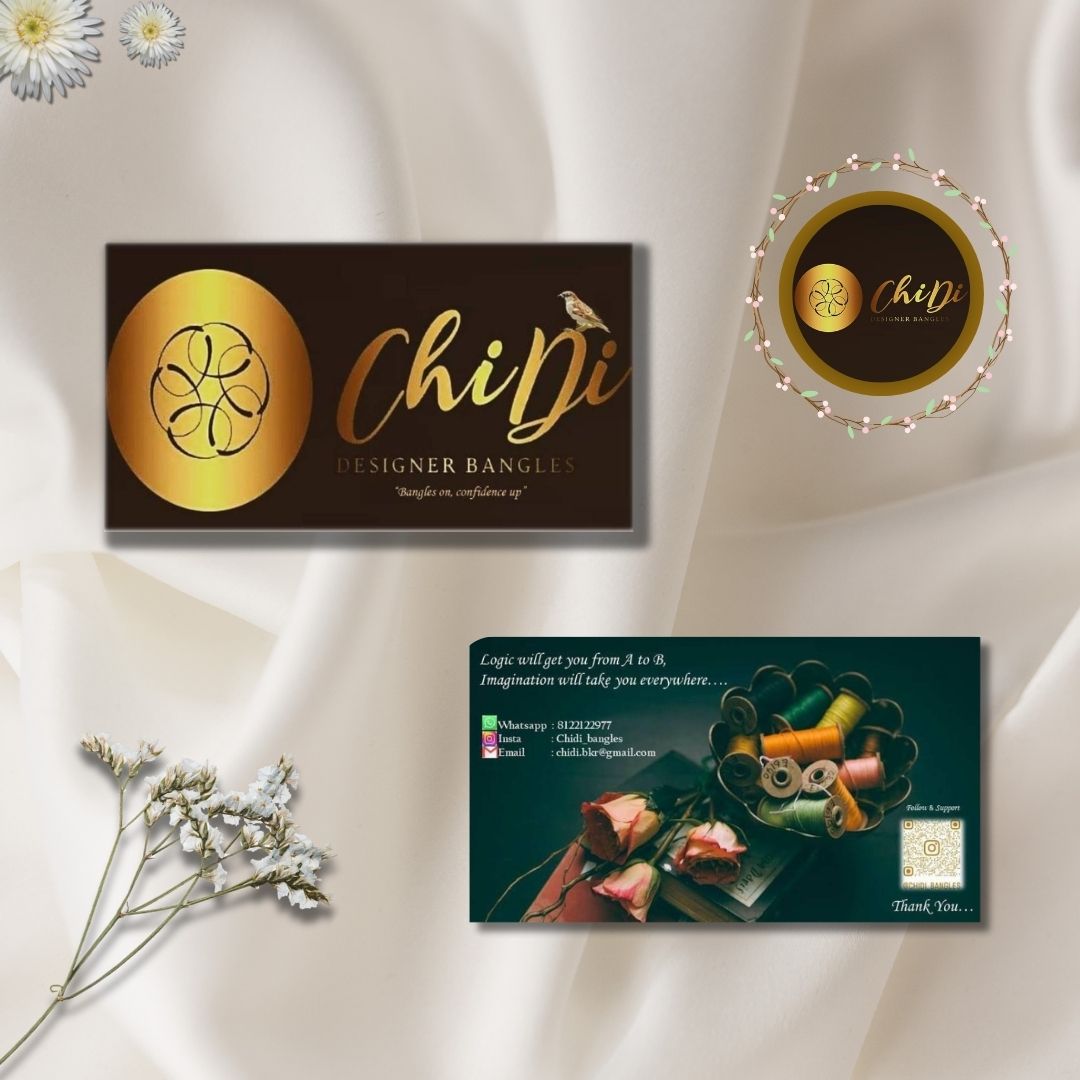 ChiDi
DESIGNER BANGLES
"Bangles on, confidence up"
ChiDi
DESIGNER BANGLES
Logic will get you from A to B,
Imagination will take you everywhere….
Whatsapp : 8122122977
Insta : Chidi_bangles
Email : chidi.bkr@gmail.com
Follow & Support
@CHIDI_BANGLES
Thank You…